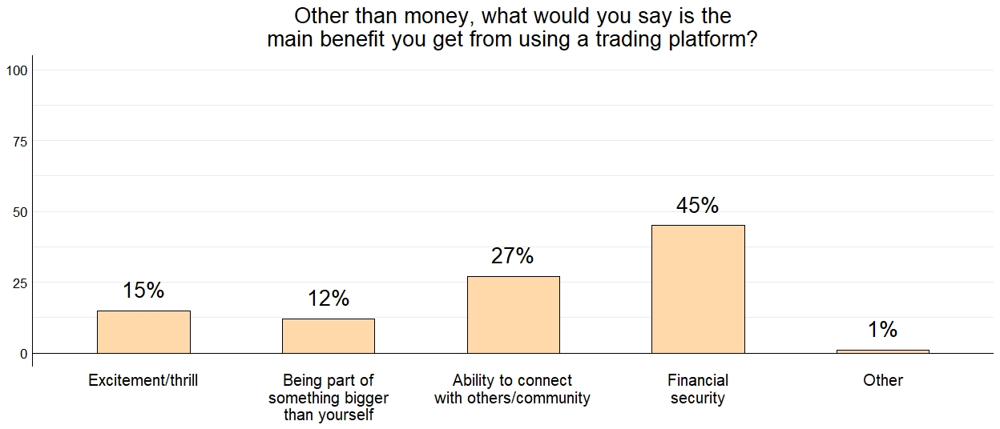 Other than money, what would you say is the
main benefit you get from using a trading platform?
100
75
50
25
0
15%
12%
27%
45%
1%
Excitement/thrill
Being part of
something bigger
than yourself
Ability to connect
with others/community
Financial
security
Other